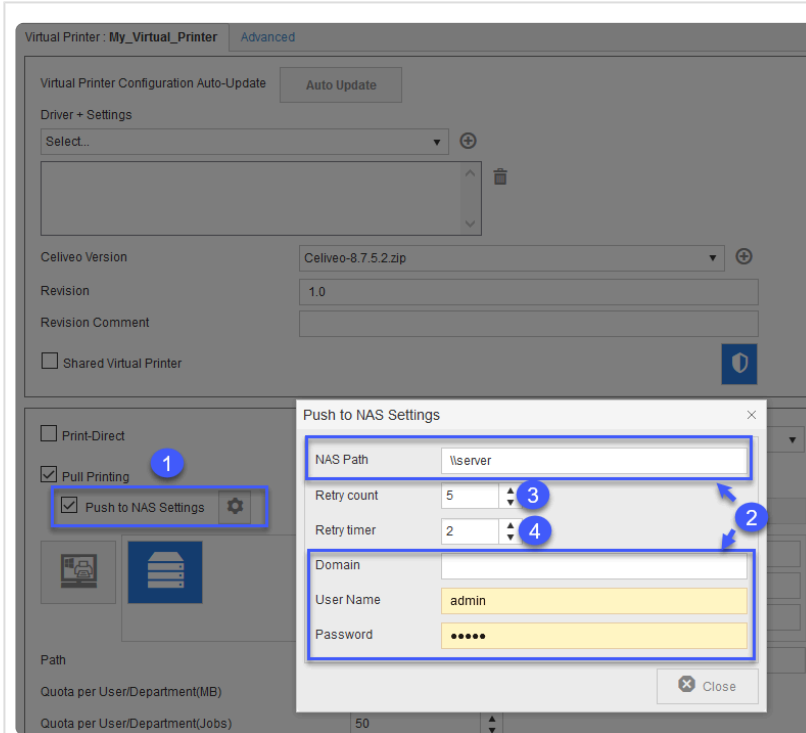 Virtual Printer : My_Virtual_Printer Advanced
Virtual Printer Configuration Auto-Update Auto Update
Driver + Settings
Select...
Celiveo Version Celiveo-8.7.5.2.zip
Revision 1.0
Revision Comment
Shared Virtual Printer
Print-Direct
Pull Printing 1
Push to NAS Settings
Push to NAS Settings
NAS Path \\server
Retry count 5 3
Retry timer 2 4
2
Domain
User Name admin
Password •••••
Close
Path
Quota per User/Department(MB)
Quota per User/Department(Jobs) 50